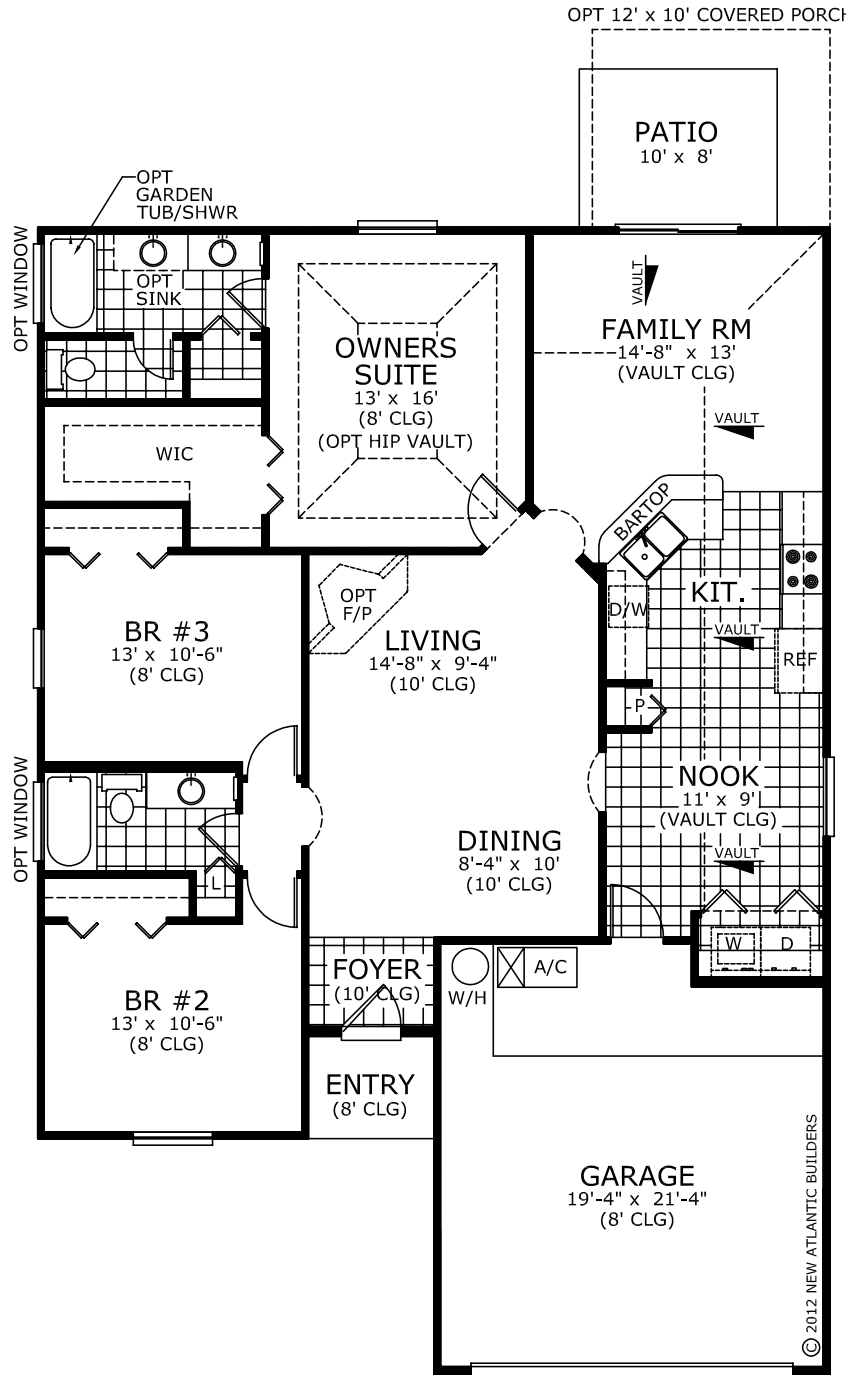 OPT 12' x 10' COVERED PORCH
PATIO
10' x 8'
OPT
GARDEN
TUB/SHWR
OPT WINDOW
OPT
SINK
VAULT
OWNERS
SUITE
13' x 16'
(8' CLG)
(OPT HIP VAULT)
FAMILY RM
14'-8" x 13'
(VAULT CLG)
VAULT
WIC
BARTOP
OPT
F/P
D/W
KIT.
BR #3
13' x 10'-6"
(8' CLG)
LIVING
14'-8" x 9'-4"
(10' CLG)
VAULT
REF
P
OPT WINDOW
NOOK
11' x 9'
(VAULT CLG)
DINING
8'-4" x 10'
(10' CLG)
VAULT
L
W
D
FOYER
(10' CLG)
W/H
A/C
BR #2
13' x 10'-6"
(8' CLG)
ENTRY
(8' CLG)
GARAGE
19'-4" x 21'-4"
(8' CLG)
© 2012 NEW ATLANTIC BUILDERS